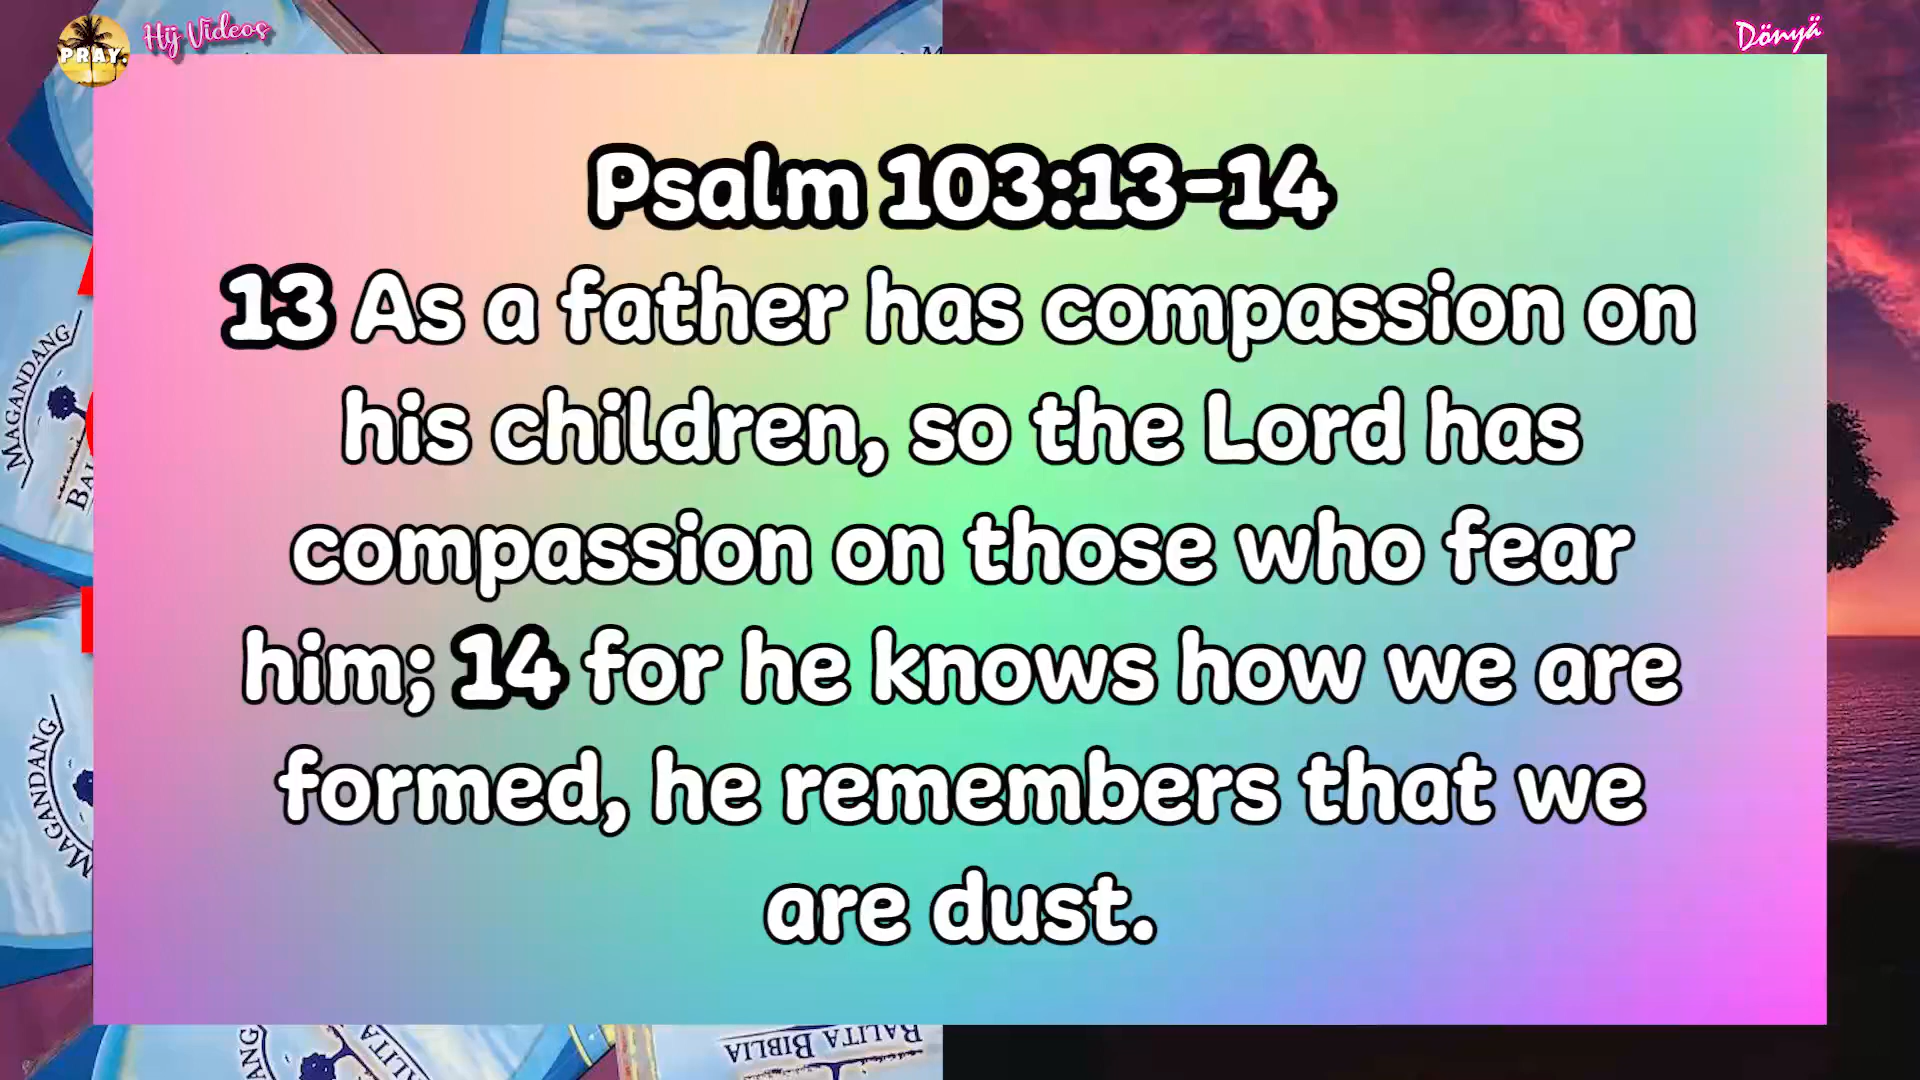 PRAY.
Hÿ Videos
Dönyä
Psalm 103:13-14
13 As a father has compassion on
his children, so the Lord has
compassion on those who fear
him; 14 for he knows how we are
formed, he remembers that we
are dust.
MAGANDANG
MAGANDANG
BALITA BIBLIA